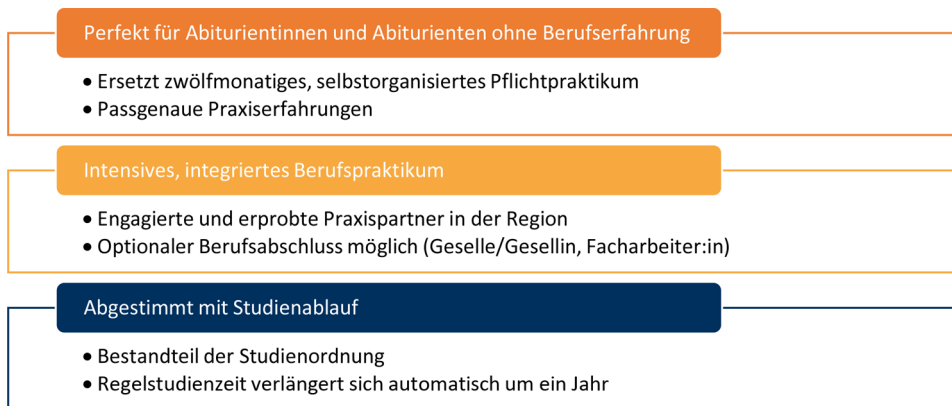 Perfekt für Abiturientinnen und Abiturienten ohne Berufserfahrung
• Ersetzt zwölfmonatiges, selbstorganisiertes Pflichtpraktikum
• Passgenaue Praxiserfahrungen
Intensives, integriertes Berufspraktikum
• Engagierte und erprobte Praxispartner in der Region
• Optionaler Berufsabschluss möglich (Geselle/Gesellin, Facharbeiter:in)
Abgestimmt mit Studienablauf
• Bestandteil der Studienordnung
• Regelstudienzeit verlängert sich automatisch um ein Jahr